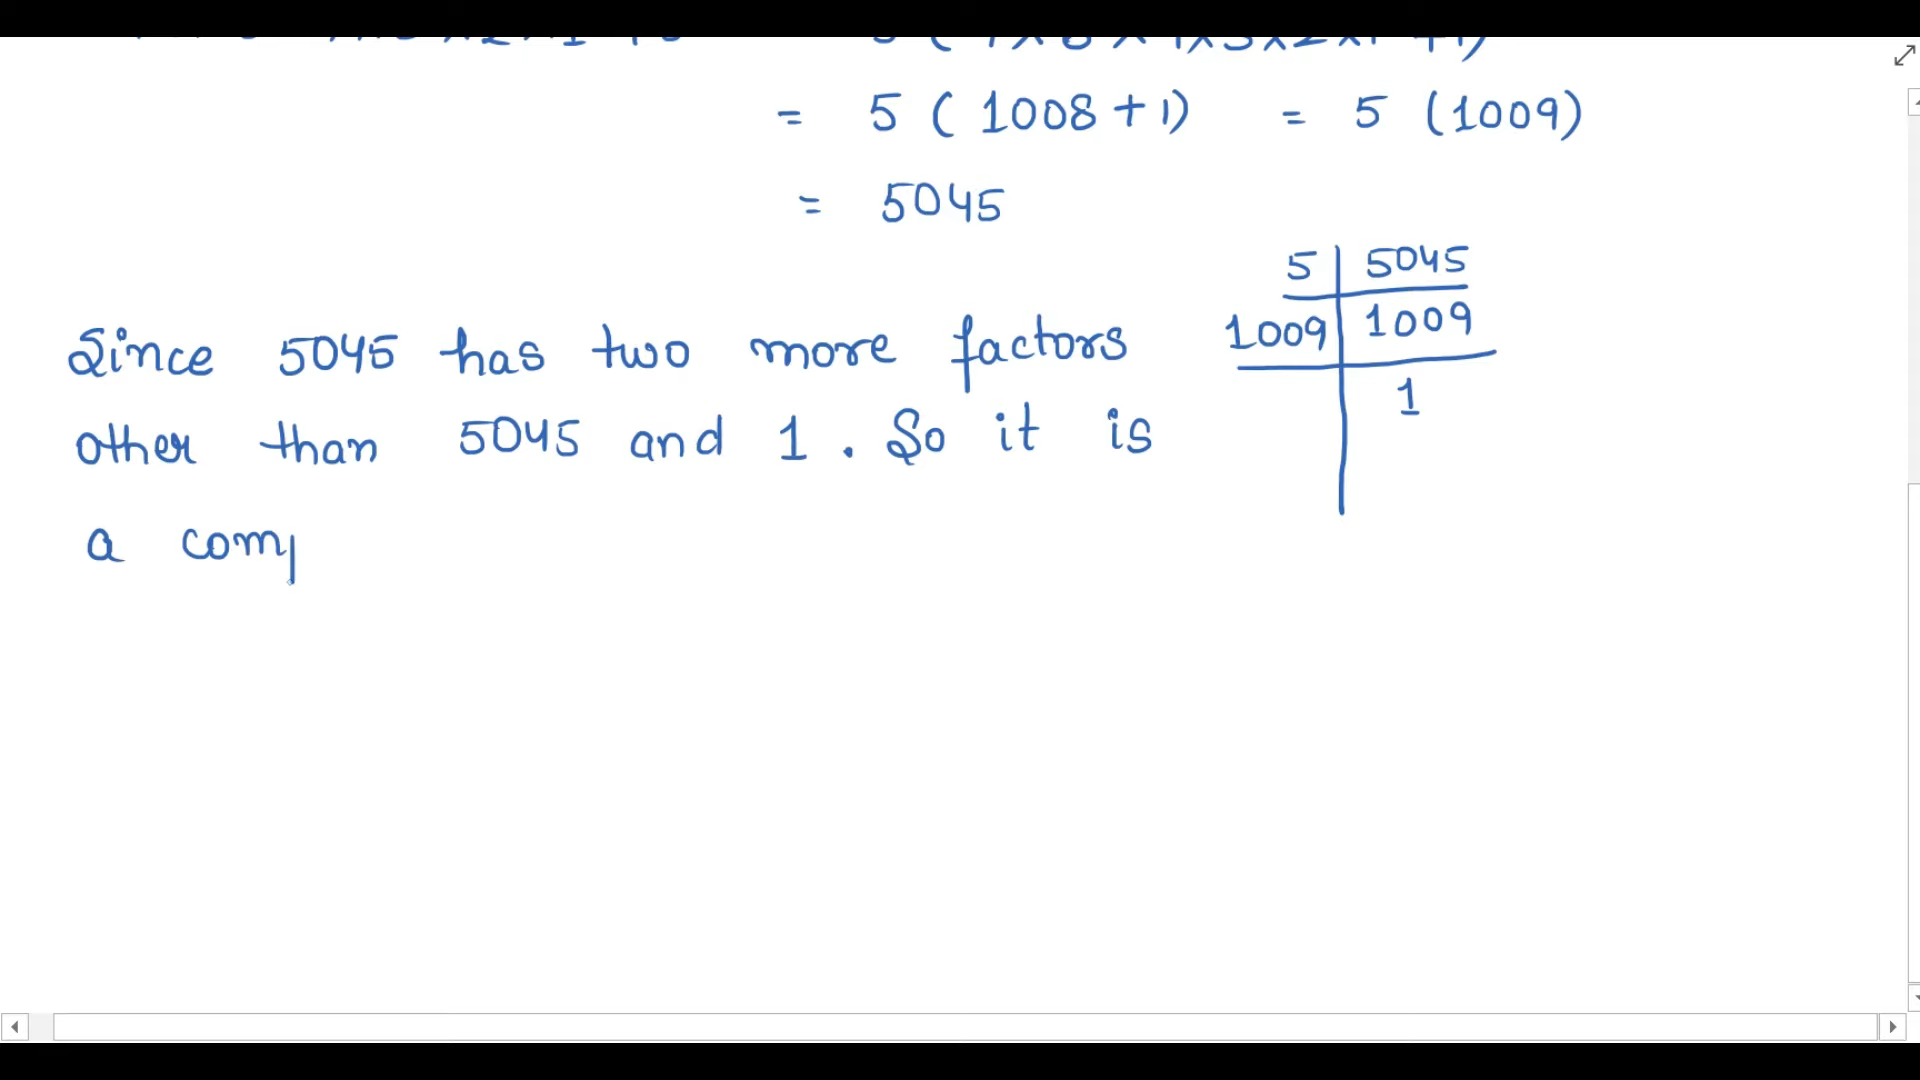 = 5 ( 1008 + 1) = 5 (1009)
= 5045
5 5045
1009 1009
1
Since 5045 has two more factors
other than 5045 and 1 . So it is
a comp